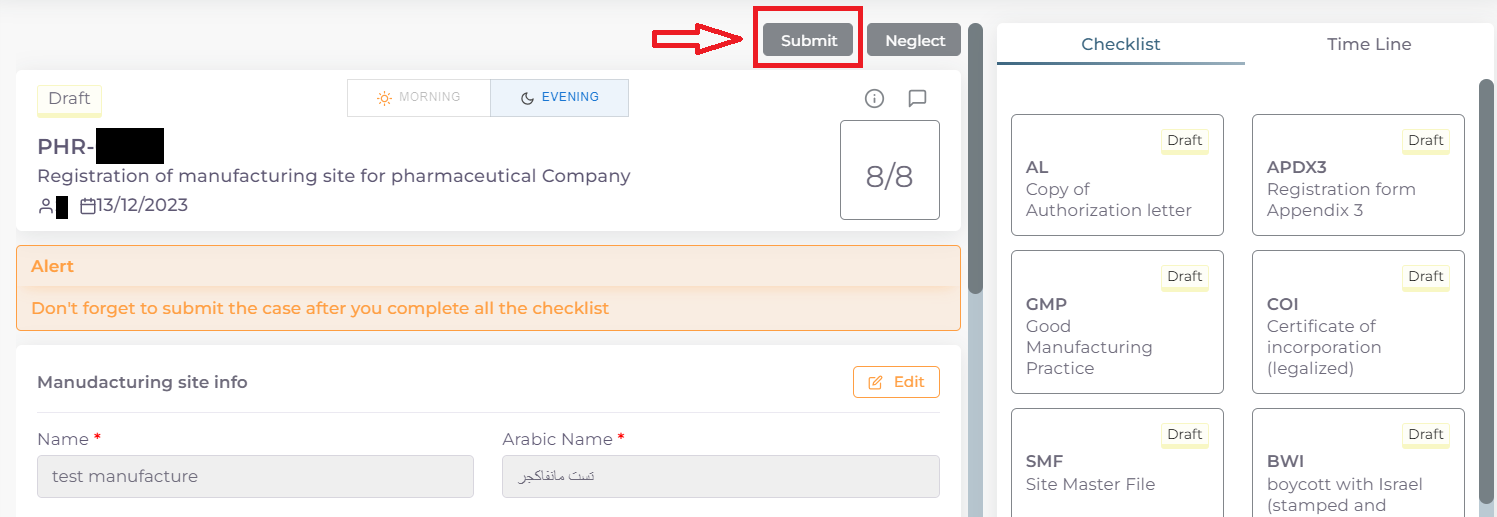 Submit
Neglect
Draft
MORNING
EVENING
PHR-
Registration of manufacturing site for pharmaceutical Company
13/12/2023
8/8
Alert
Don't forget to submit the case after you complete all the checklist
Manudacturing site info
Edit
Name *
test manufacture
Arabic Name *
تست مانفاكجر
Checklist
Time Line
Draft
AL
Copy of
Authorization letter
Draft
APDX3
Registration form
Appendix 3
Draft
GMP
Good
Manufacturing
Practice
Draft
COI
Certificate of
incorporation
(legalized)
Draft
SMF
Site Master File
Draft
BWI
boycott with Israel
(stamped and